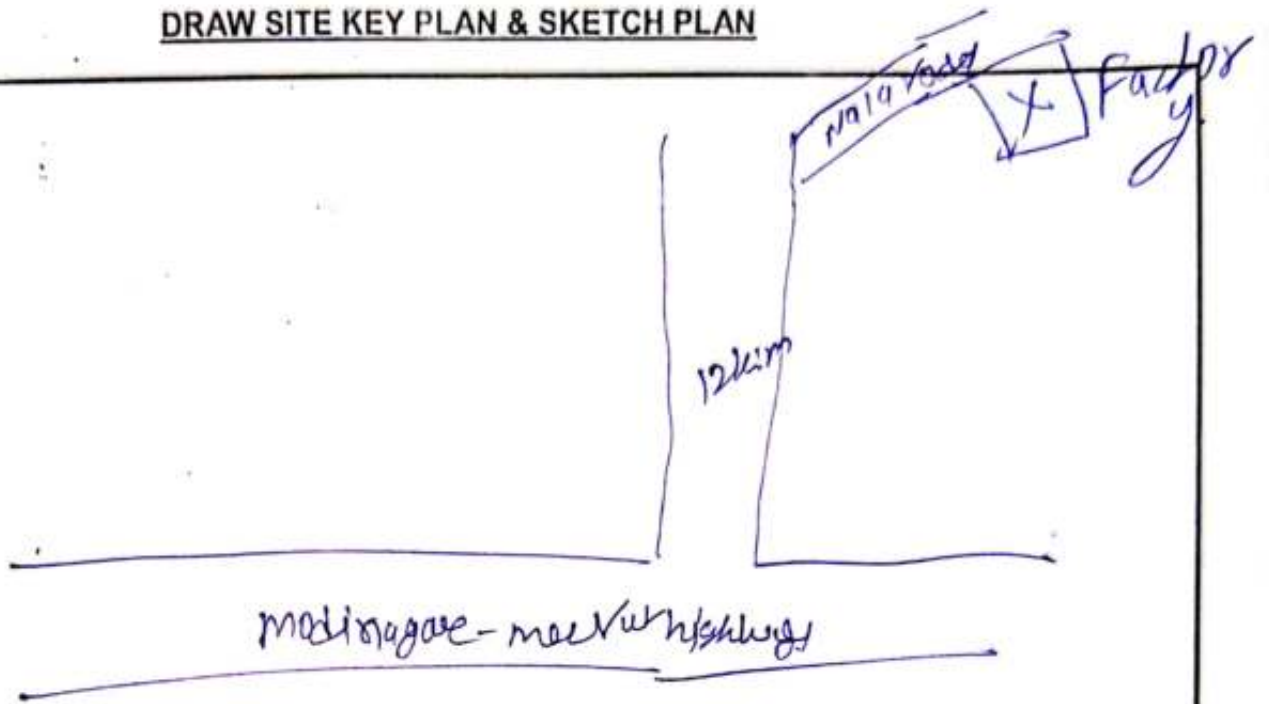 DRAW SITE KEY PLAN & SKETCH PLAN
Nala road
X
Factory
12km
modinagar - meerut highway